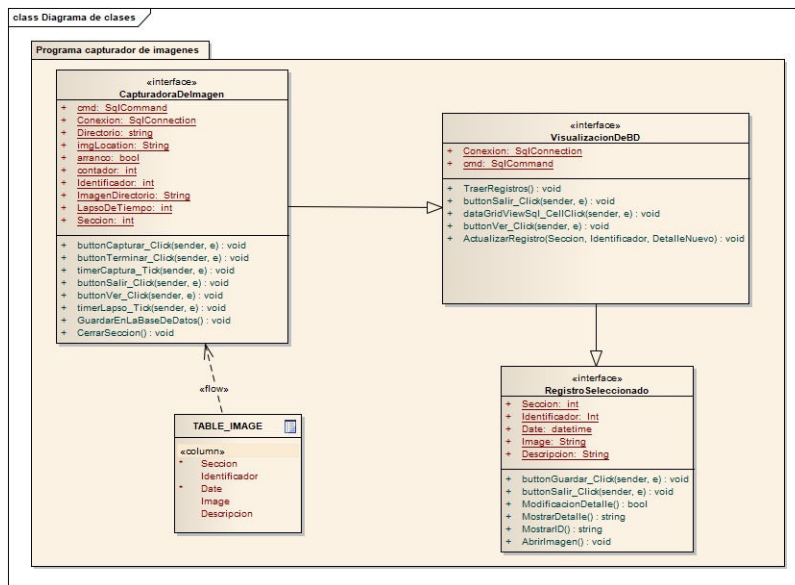 class Diagrama de clases
Programa capturador de imagenes
«interface»
CapturadoraDeImagen
+ cmd: SqlCommand
+ Conexion: SqlConnection
+ Directorio: string
+ imgLocation: String
+ arranco: bool
+ contador: int
+ Identificador: int
+ ImagenDirectorio: String
+ LapsoDeTiempo: int
+ Seccion: int
+ buttonCapturar_Click(sender, e) : void
+ buttonTerminar_Click(sender, e) : void
+ timerCaptura_Tick(sender, e) : void
+ buttonSalir_Click(sender, e) : void
+ buttonVer_Click(sender, e) : void
+ timerLapso_Tick(sender, e) : void
+ GuardarEnLaBaseDeDatos() : void
+ CerrarSeccion() : void
«interface»
VisualizacionDeBD
+ Conexion: SqlConnection
+ cmd: SqlCommand
+ TraerRegistros() : void
+ buttonSalir_Click(sender, e) : void
+ dataGridViewSql_CellClick(sender, e) : void
+ buttonVer_Click(sender, e) : void
+ ActualizarRegistro(Seccion, Identificador, DetalleNuevo) : void
«flow»
TABLE_IMAGE
«column»
* Seccion
Identificador
* Date
Image
Descripcion
«interface»
RegistroSeleccionado
+ Seccion: int
+ Identificador: Int
+ Date: datetime
+ Image: String
+ Descripcion: String
+ buttonGuardar_Click(sender, e) : void
+ buttonSalir_Click(sender, e) : void
+ ModificacionDetalle() : bool
+ MostrarDetalle() : string
+ MostrarID() : string
+ AbrirImagen() : void